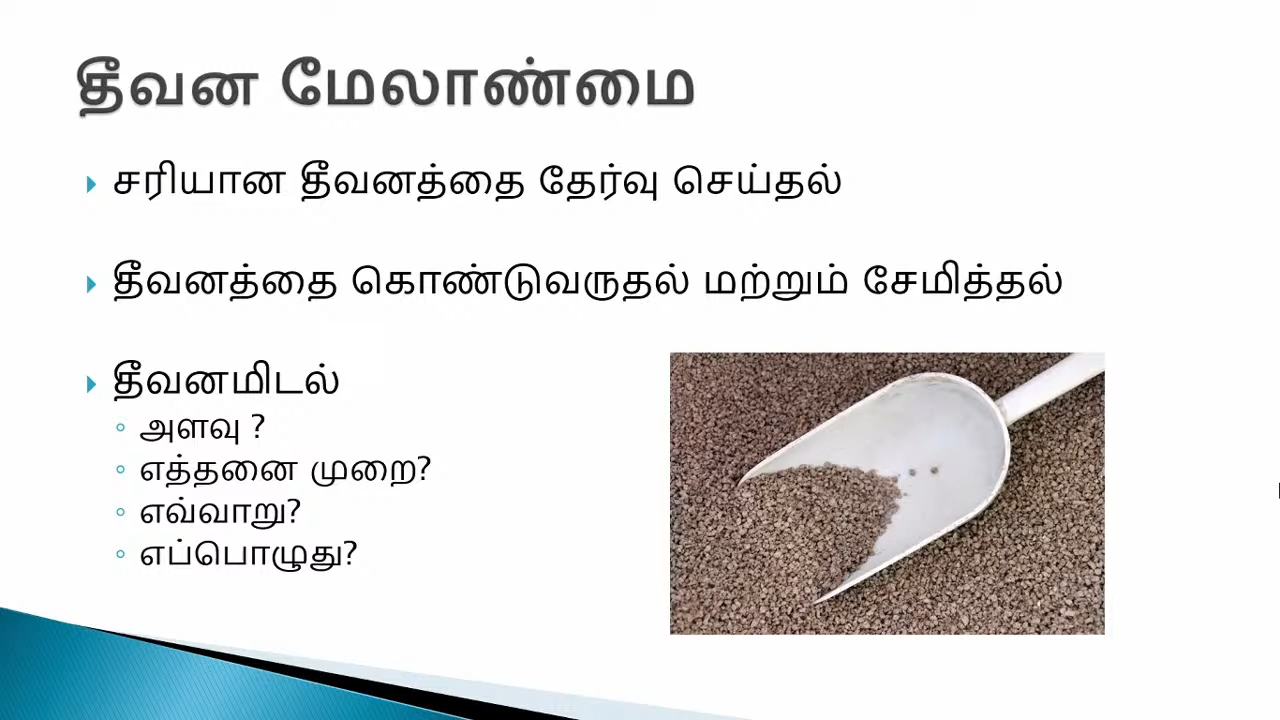 தீவன மேலாண்மை
சரியான தீவனத்தை தேர்வு செய்தல்
தீவனத்தை கொண்டுவருதல் மற்றும் சேமித்தல்
தீவனமிடல்
அளவு ?
எத்தனை முறை?
எவ்வாறு?
எப்பொழுது?